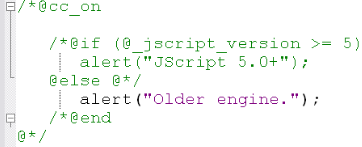 /*@cc_on
/*@if (@_jscript_version >= 5)
alert("JScript 5.0+");
@else @*/
alert("Older engine.");
/*@end
@*/